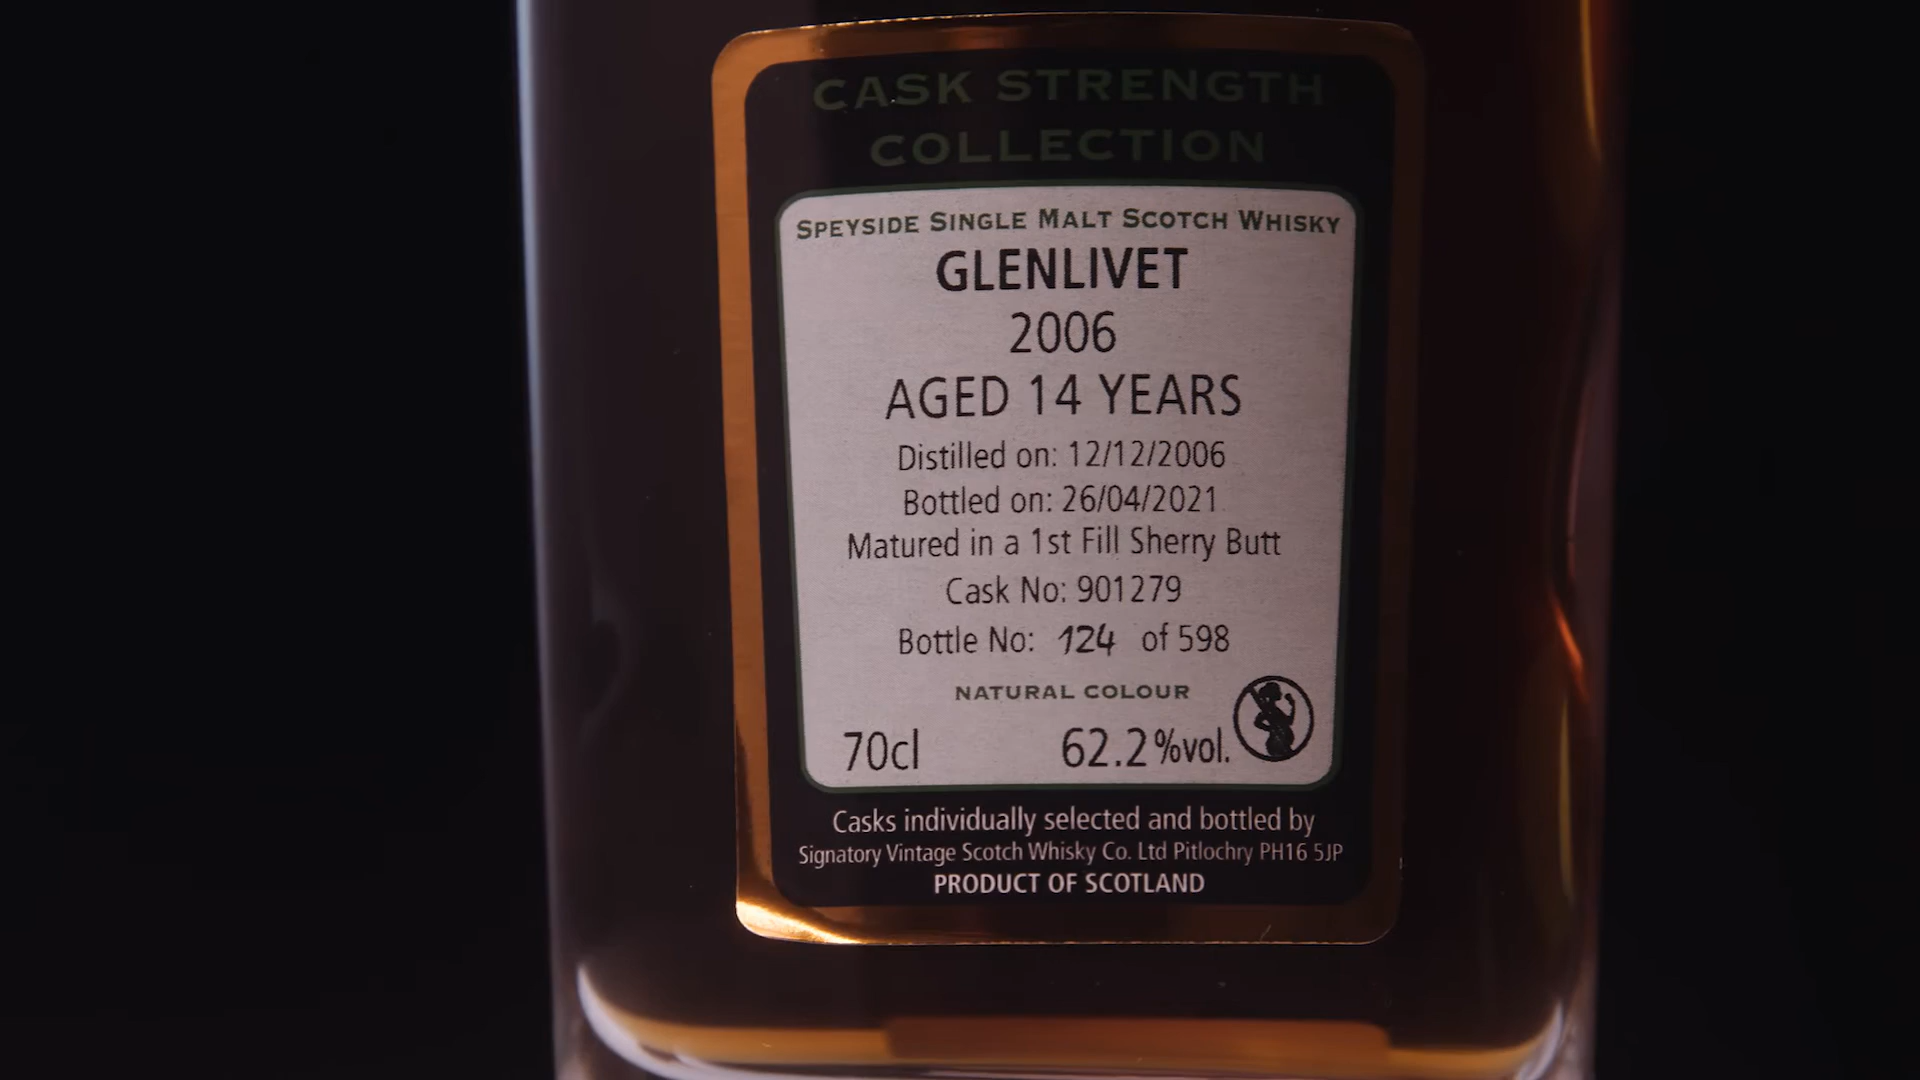 CASK STRENGTH
COLLECTION
SPEYSIDE SINGLE MALT SCOTCH WHISKY
GLENLIVET
2006
AGED 14 YEARS
Distilled on: 12/12/2006
Bottled on: 26/04/2021
Matured in a 1st Fill Sherry Butt
Cask No: 901279
Bottle No: 124 of 598
NATURAL COLOUR
70cl 62.2%vol.
Casks individually selected and bottled by
Signatory Vintage Scotch Whisky Co. Ltd Pitlochry PH16 5JP
PRODUCT OF SCOTLAND